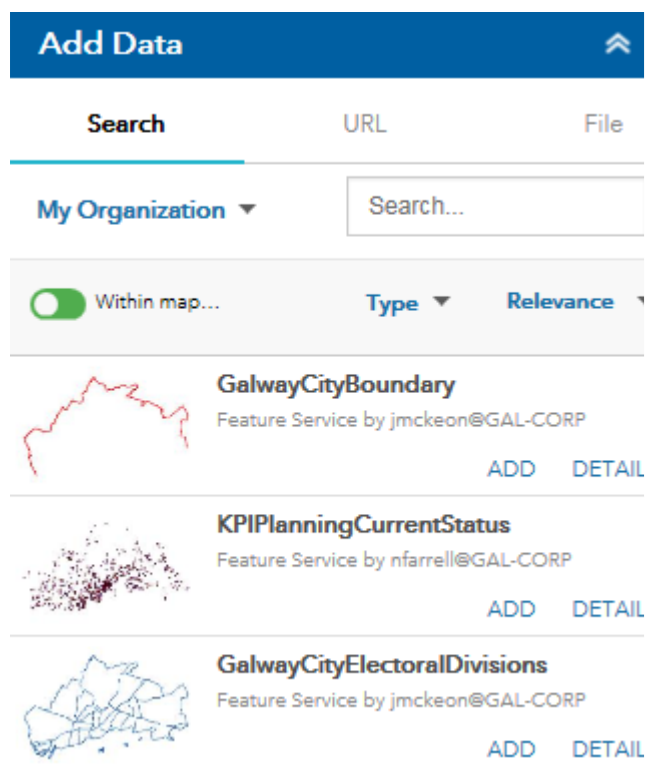 Add Data
Search URL File
My Organization Search...
Within map... Type Relevance
GalwayCityBoundary
Feature Service by jmckeon@GAL-CORP
ADD DETAIL
KPIPlanningCurrentStatus
Feature Service by nfarrell@GAL-CORP
ADD DETAIL
GalwayCityElectoralDivisions
Feature Service by jmckeon@GAL-CORP
ADD DETAIL